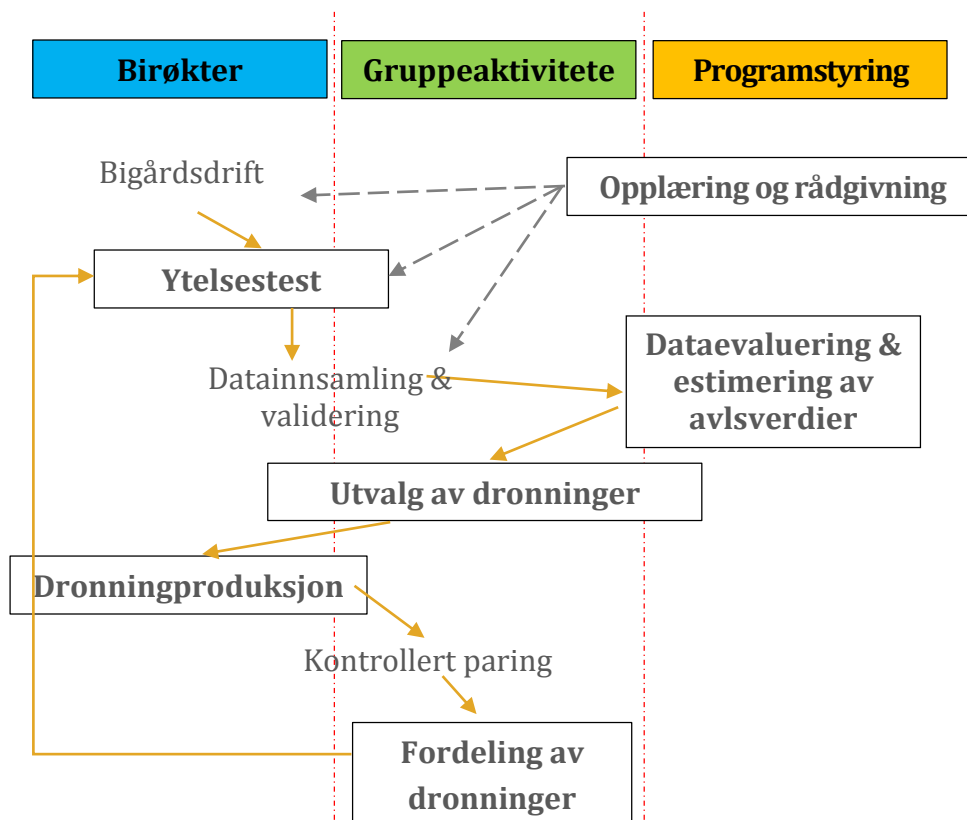 Birøkter
Gruppeaktivitete
Programstyring
Bigårdsdrift
Opplæring og rådgivning
Ytelsestest
Dataevaluering &
estimering av
avlsverdier
Datainnsamling &
validering
Utvalg av dronninger
Dronningproduksjon
Kontrollert paring
Fordeling av
dronninger